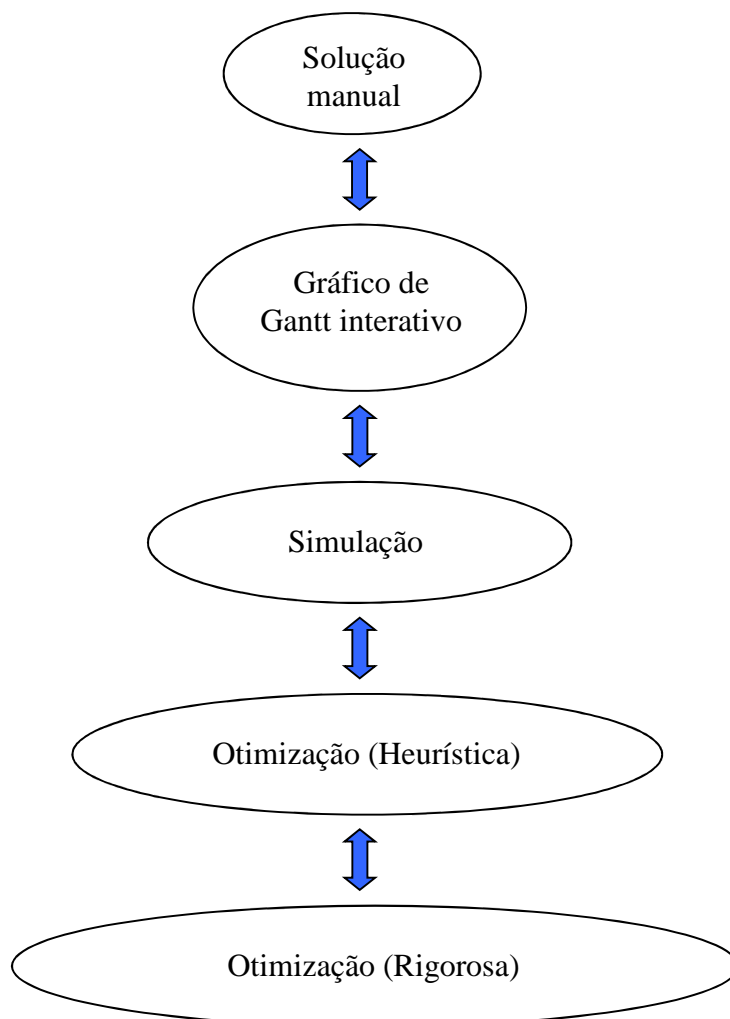 Solução
manual
Gráfico de
Gantt interativo
Simulação
Otimização (Heurística)
Otimização (Rigorosa)